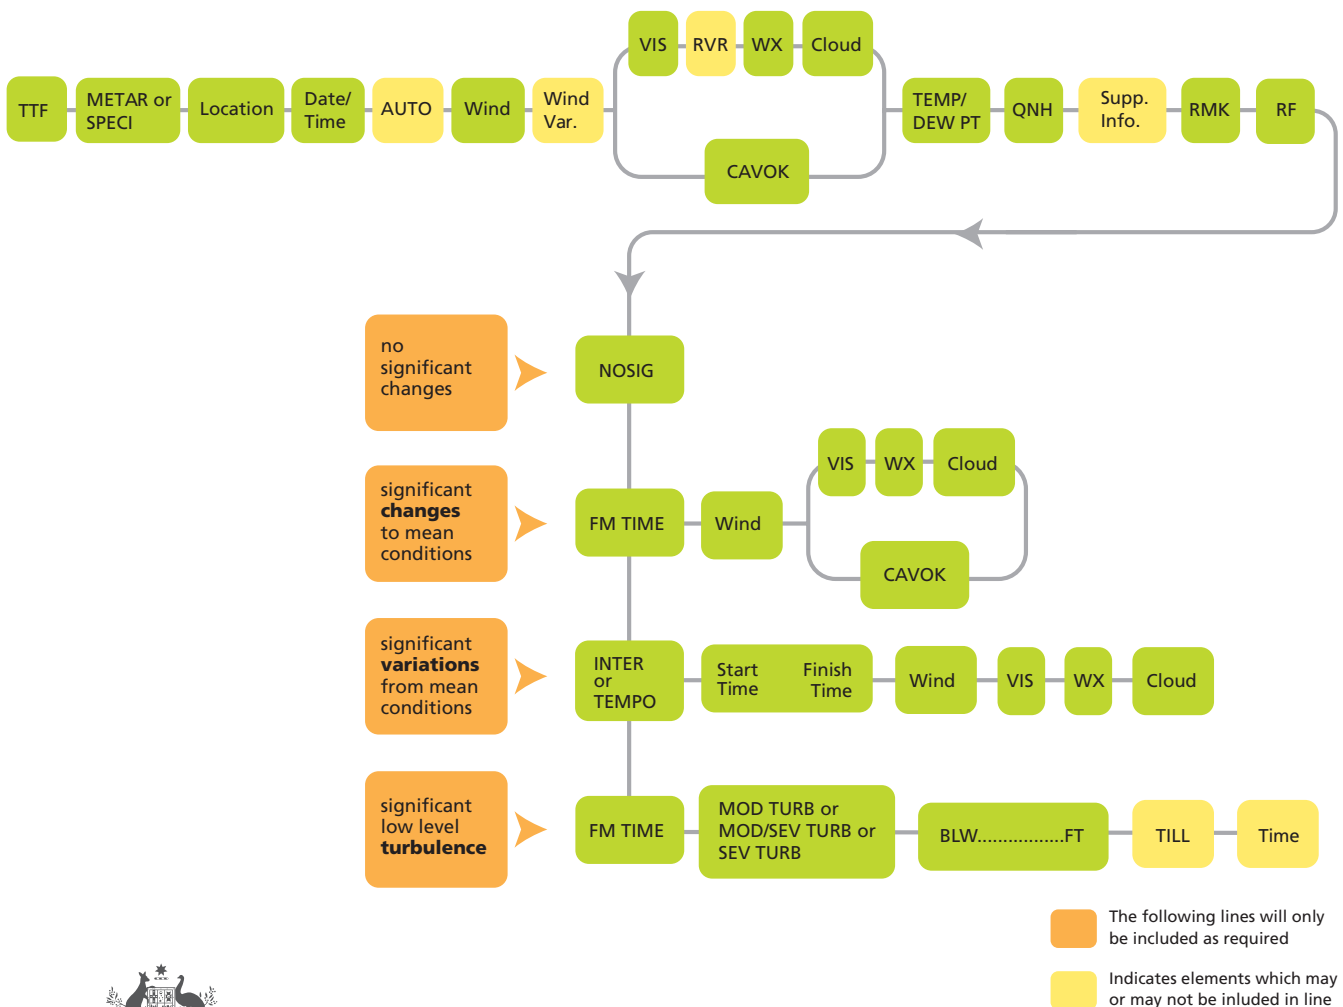 VIS RVR WX Cloud
TTF
METAR or
SPECI
Location
Date/
Time
AUTO
Wind
Wind
Var.
TEMP/
DEW PT
QNH
Supp.
Info.
RMK
RF
CAVOK
no
significant
changes
NOSIG
significant
changes
to mean
conditions
FM TIME
Wind
VIS WX Cloud
CAVOK
significant
variations
from mean
conditions
INTER
or
TEMPO
Start
Time
Finish
Time
Wind
VIS
WX
Cloud
significant
low level
turbulence
FM TIME
MOD TURB or
MOD/SEV TURB or
SEV TURB
BLW.................FT
TILL
Time
The following lines will only
be included as required
Indicates elements which may
or may not be inluded in line